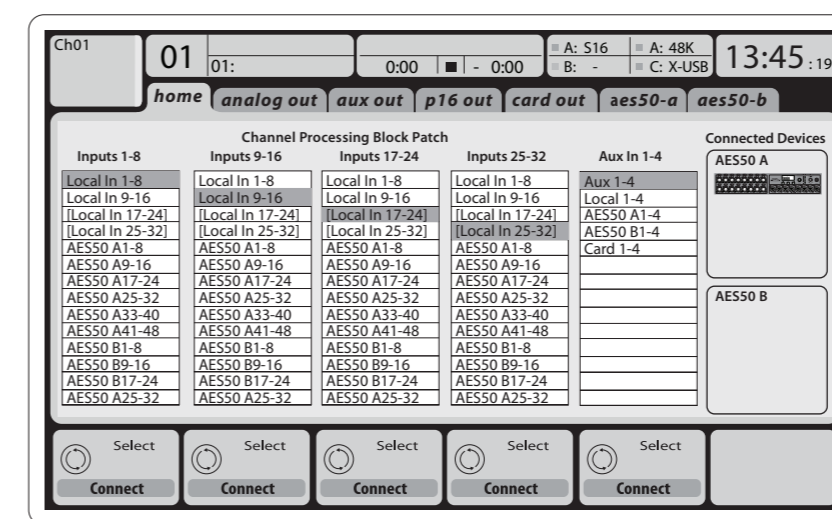 Ch01
01
01:
0:00 - 0:00
A: S16
B: -
A: 48K
C: X-USB
13:45 :19
home analog out aux out p16 out card out aes50-a aes50-b
Channel Processing Block Patch
Connected Devices
Inputs 1-8 Inputs 9-16 Inputs 17-24 Inputs 25-32 Aux In 1-4
AES50 A
Local In 1-8 Local In 1-8 Local In 1-8 Local In 1-8 Aux 1-4
Local In 9-16 Local In 9-16 Local In 9-16 Local In 9-16 Local 1-4
[Local In 17-24] [Local In 17-24] [Local In 17-24] [Local In 17-24] AES50 A1-4
[Local In 25-32] [Local In 25-32] [Local In 25-32] [Local In 25-32] AES50 B1-4
AES50 A1-8 AES50 A1-8 AES50 A1-8 AES50 A1-8 Card 1-4
AES50 A9-16 AES50 A9-16 AES50 A9-16 AES50 A9-16
AES50 A17-24 AES50 A17-24 AES50 A17-24 AES50 A17-24
AES50 A25-32 AES50 A25-32 AES50 A25-32 AES50 A25-32
AES50 B
AES50 A33-40 AES50 A33-40 AES50 A33-40 AES50 A33-40
AES50 A41-48 AES50 A41-48 AES50 A41-48 AES50 A41-48
AES50 B1-8 AES50 B1-8 AES50 B1-8 AES50 B1-8
AES50 B9-16 AES50 B9-16 AES50 B9-16 AES50 B9-16
AES50 B17-24 AES50 B17-24 AES50 B17-24 AES50 B17-24
AES50 A25-32 AES50 A25-32 AES50 A25-32 AES50 A25-32
Select Select Select Select Select
Connect Connect Connect Connect Connect